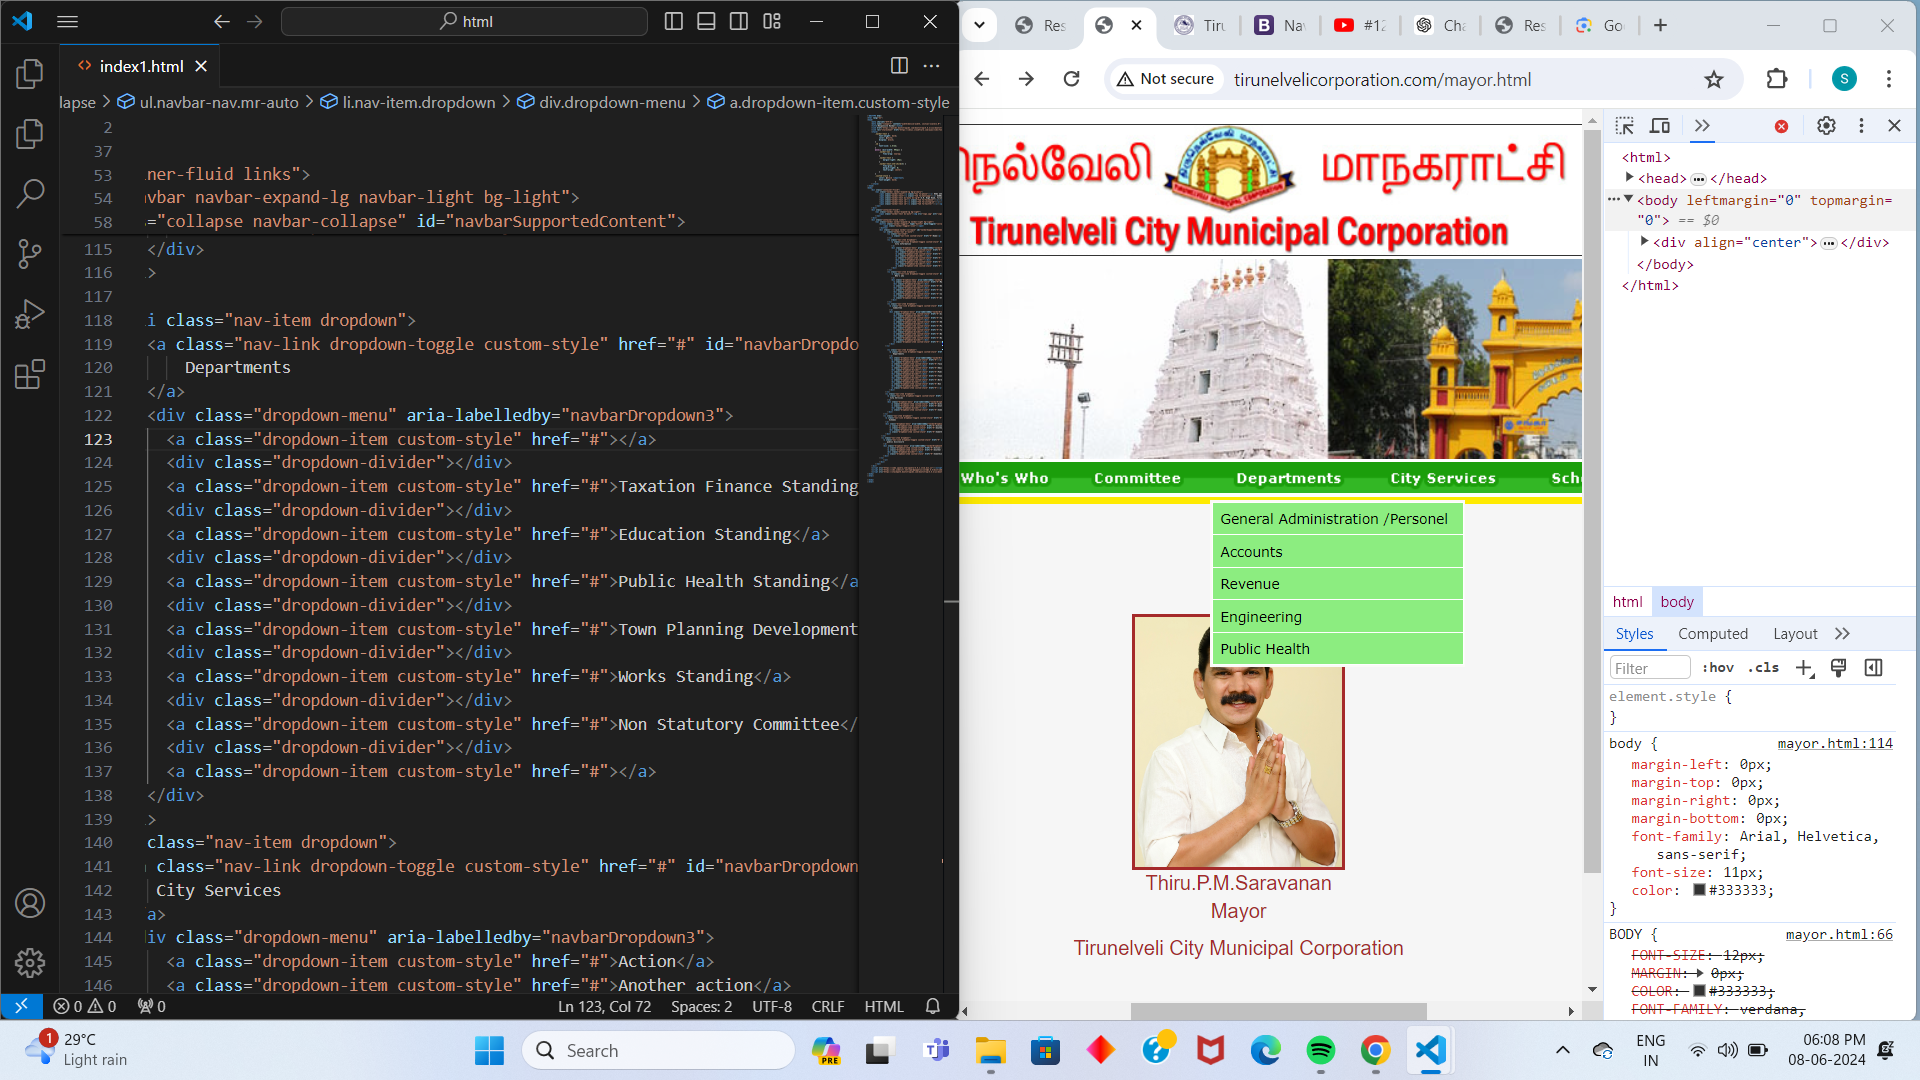 html
index1.html
lapse > ul.navbar-nav.mr-auto > li.nav-item.dropdown > div.dropdown-menu > a.dropdown-item.custom-style
2
37
53 ner-fluid links">
54 vbar navbar-expand-lg navbar-light bg-light">
58 ="collapse navbar-collapse" id="navbarSupportedContent">
115 </div>
116 >
117
118 i class="nav-item dropdown">
119 <a class="nav-link dropdown-toggle custom-style" href="#" id="navbarDropdo
120 Departments
121 </a>
122 <div class="dropdown-menu" aria-labelledby="navbarDropdown3">
123 <a class="dropdown-item custom-style" href="#"></a>
124 <div class="dropdown-divider"></div>
125 <a class="dropdown-item custom-style" href="#">Taxation Finance Standing
126 <div class="dropdown-divider"></div>
127 <a class="dropdown-item custom-style" href="#">Education Standing</a>
128 <div class="dropdown-divider"></div>
129 <a class="dropdown-item custom-style" href="#">Public Health Standing</a
130 <div class="dropdown-divider"></div>
131 <a class="dropdown-item custom-style" href="#">Town Planning Development
132 <div class="dropdown-divider"></div>
133 <a class="dropdown-item custom-style" href="#">Works Standing</a>
134 <div class="dropdown-divider"></div>
135 <a class="dropdown-item custom-style" href="#">Non Statutory Committee</
136 <div class="dropdown-divider"></div>
137 <a class="dropdown-item custom-style" href="#"></a>
138 </div>
139 >
140 class="nav-item dropdown">
141 class="nav-link dropdown-toggle custom-style" href="#" id="navbarDropdown
142 City Services
143 a>
144 iv class="dropdown-menu" aria-labelledby="navbarDropdown3">
145 <a class="dropdown-item custom-style" href="#">Action</a>
146 <a class="dropdown-item custom-style" href="#">Another action</a>
0 0 0 Ln 123, Col 72 Spaces: 2 UTF-8 CRLF HTML
Res Tiru Nav #12 Cha Res Goo
Not secure tirunelvelicorporation.com/mayor.html S
நெல்வேலி மாநகராட்சி
Tirunelveli City Municipal Corporation
Who's Who Committee Departments City Services Sch
General Administration /Personel
Accounts
Revenue
Engineering
Public Health
Thiru.P.M.Saravanan
Mayor
Tirunelveli City Municipal Corporation
<html>
<head> ... </head>
<body leftmargin="0" topmargin=
"0"> == $0
<div align="center"> ... </div>
</body>
</html>
html body
Styles Computed Layout
Filter :hov .cls
element.style {
}
body { mayor.html:114
margin-left: 0px;
margin-top: 0px;
margin-right: 0px;
margin-bottom: 0px;
font-family: Arial, Helvetica,
sans-serif;
font-size: 11px;
color: #333333;
}
BODY { mayor.html:66
FONT-SIZE: 12px;
MARGIN: 0px;
COLOR: #333333;
FONT-FAMILY: verdana,
1 29°C
Light rain
Search
PRE
ENG
IN
06:08 PM
08-06-2024